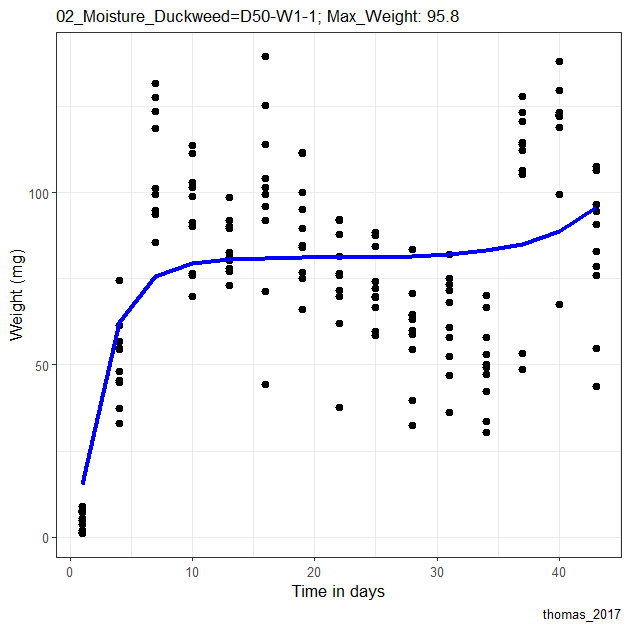 02_Moisture_Duckweed=D50-W1-1; Max_Weight: 95.8
Weight (mg)
100
50
0
0 10 20 30 40
Time in days
thomas_2017